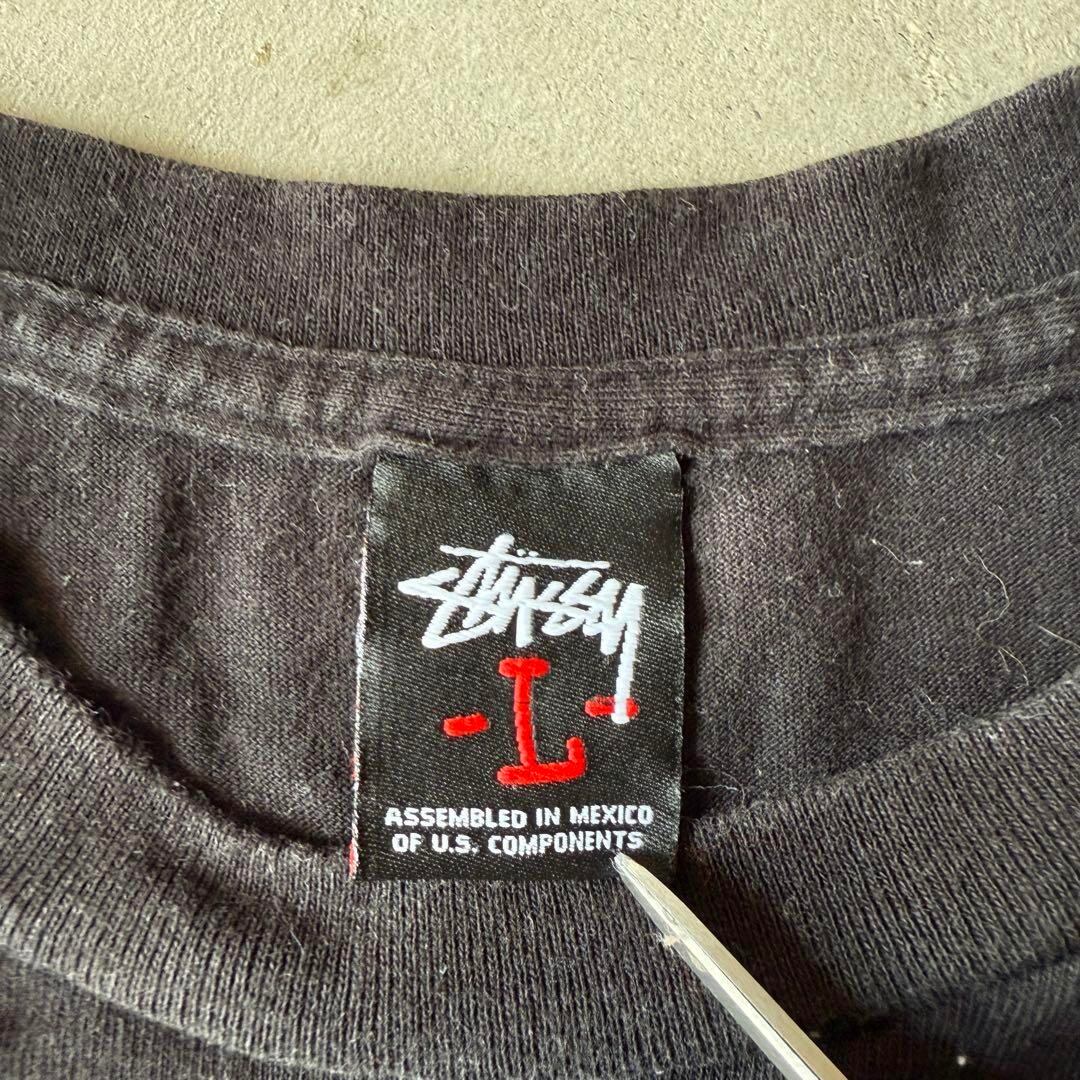 Stüssy
-L-
ASSEMBLED IN MEXICO
OF U.S. COMPONENTS